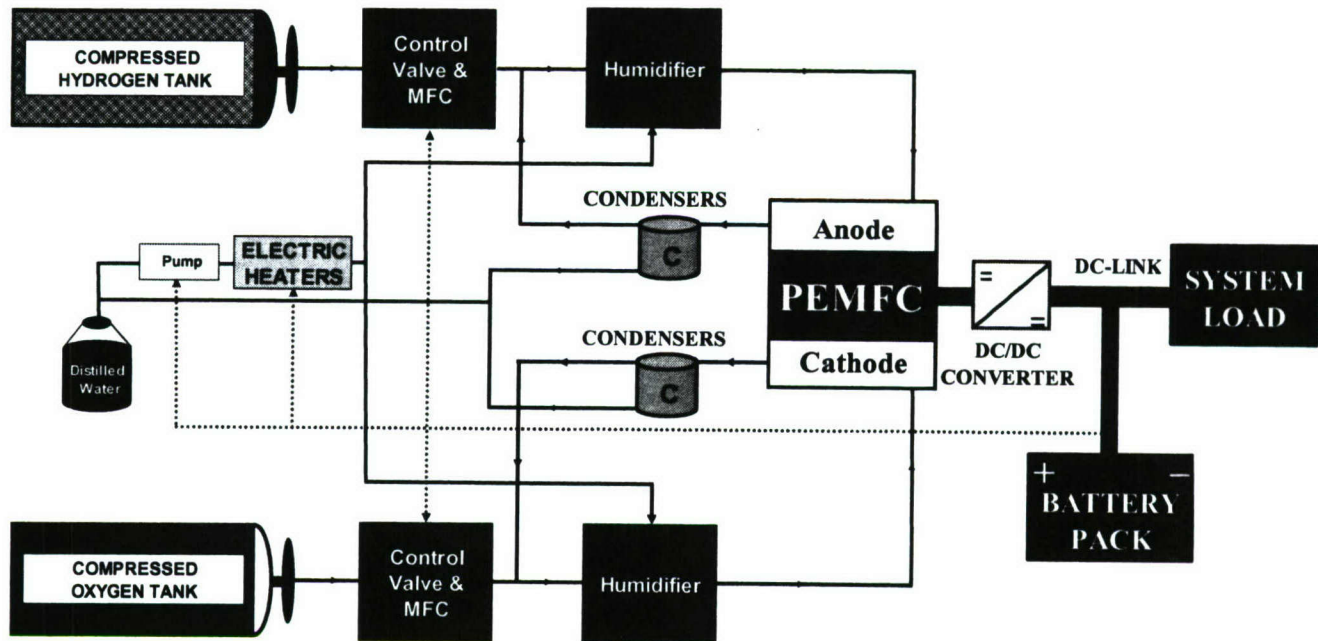 COMPRESSED
HYDROGEN TANK
Control
Valve &
MFC
Humidifier
CONDENSERS
C
Anode
PEMFC
Cathode
Pump
ELECTRIC
HEATERS
Distilled
Water
CONDENSERS
C
=
=
DC/DC
CONVERTER
DC-LINK
SYSTEM
LOAD
+ −
BATTERY
PACK
COMPRESSED
OXYGEN TANK
Control
Valve &
MFC
Humidifier